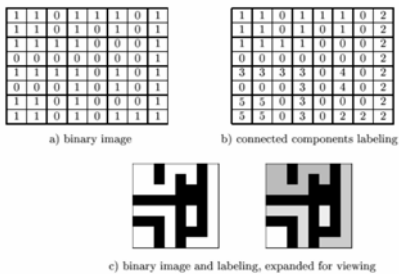 1 1 0 1 1 1 0 1
1 1 0 1 0 1 0 1
1 1 1 1 0 0 0 1
0 0 0 0 0 0 0 1
1 1 1 1 0 1 0 1
0 0 0 1 0 1 0 1
1 1 0 1 0 0 0 1
1 1 0 1 0 1 1 1
a) binary image
1 1 0 1 1 1 0 2
1 1 0 1 0 1 0 2
1 1 1 1 0 0 0 2
0 0 0 0 0 0 0 2
3 3 3 3 0 4 0 2
0 0 0 3 0 4 0 2
5 5 0 3 0 0 0 2
5 5 0 3 0 2 2 2
b) connected components labeling
c) binary image and labeling, expanded for viewing